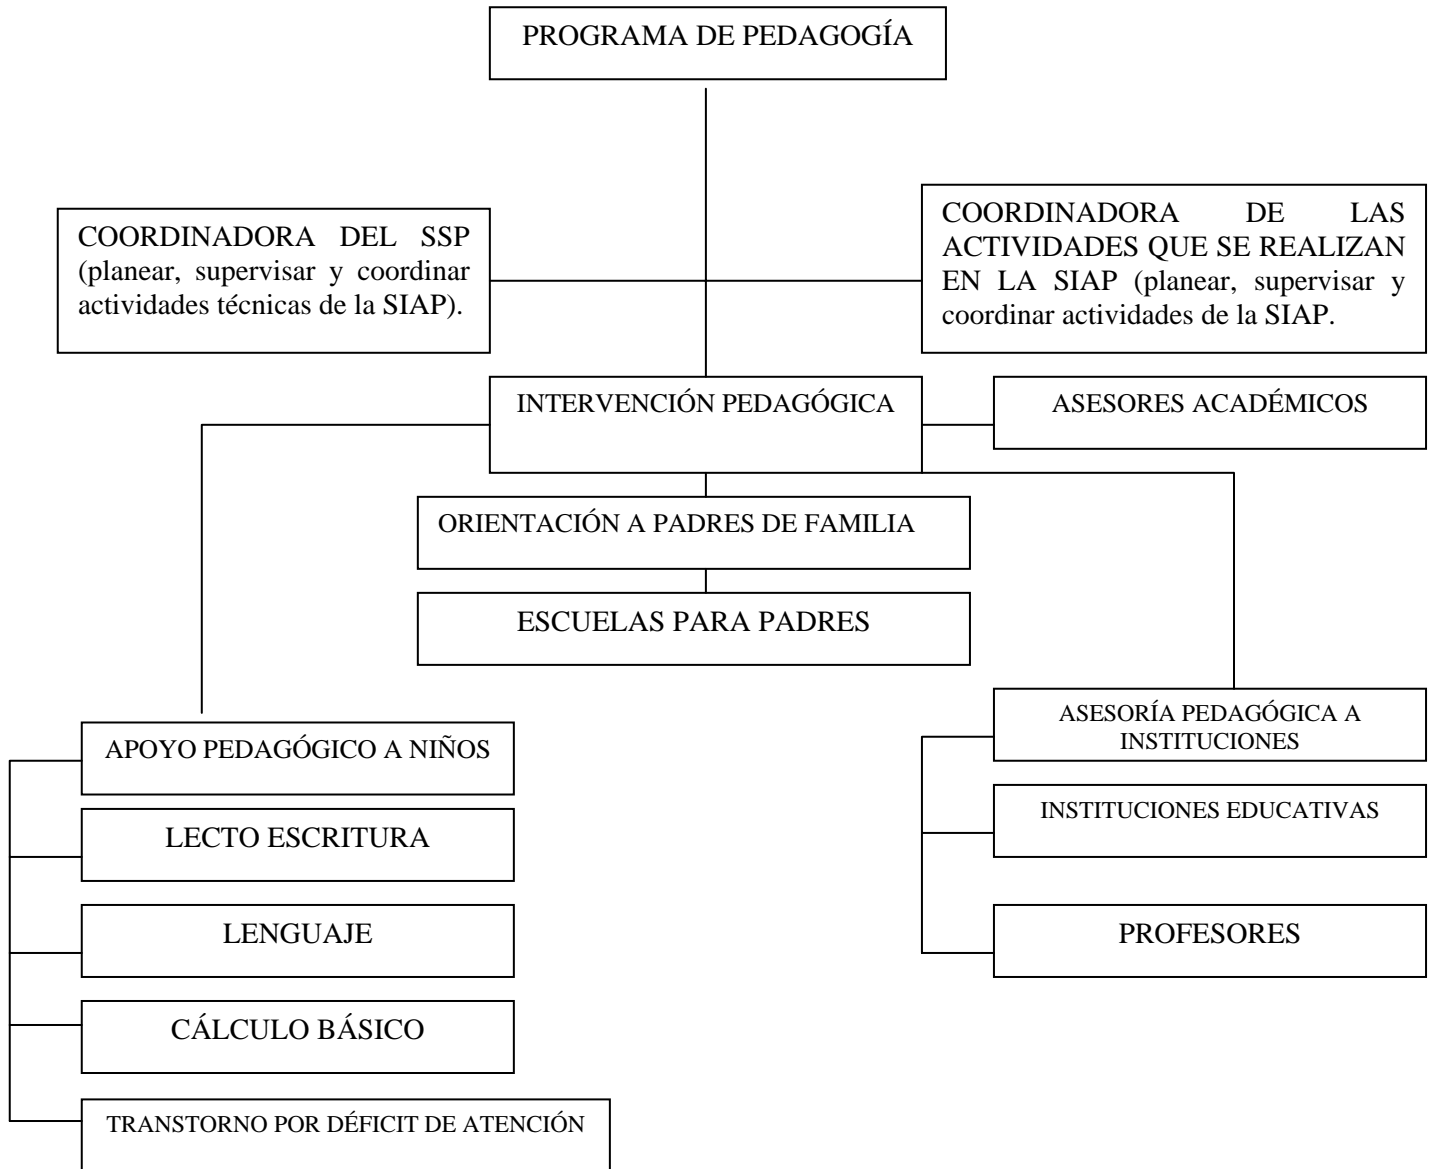 PROGRAMA DE PEDAGOGÍA
COORDINADORA DEL SSP
(planear, supervisar y coordinar
actividades técnicas de la SIAP).
COORDINADORA DE LAS
ACTIVIDADES QUE SE REALIZAN
EN LA SIAP (planear, supervisar y
coordinar actividades de la SIAP.
INTERVENCIÓN PEDAGÓGICA
ASESORES ACADÉMICOS
ORIENTACIÓN A PADRES DE FAMILIA
ESCUELAS PARA PADRES
APOYO PEDAGÓGICO A NIÑOS
LECTO ESCRITURA
LENGUAJE
CÁLCULO BÁSICO
TRANSTORNO POR DÉFICIT DE ATENCIÓN
ASESORÍA PEDAGÓGICA A
INSTITUCIONES
INSTITUCIONES EDUCATIVAS
PROFESORES